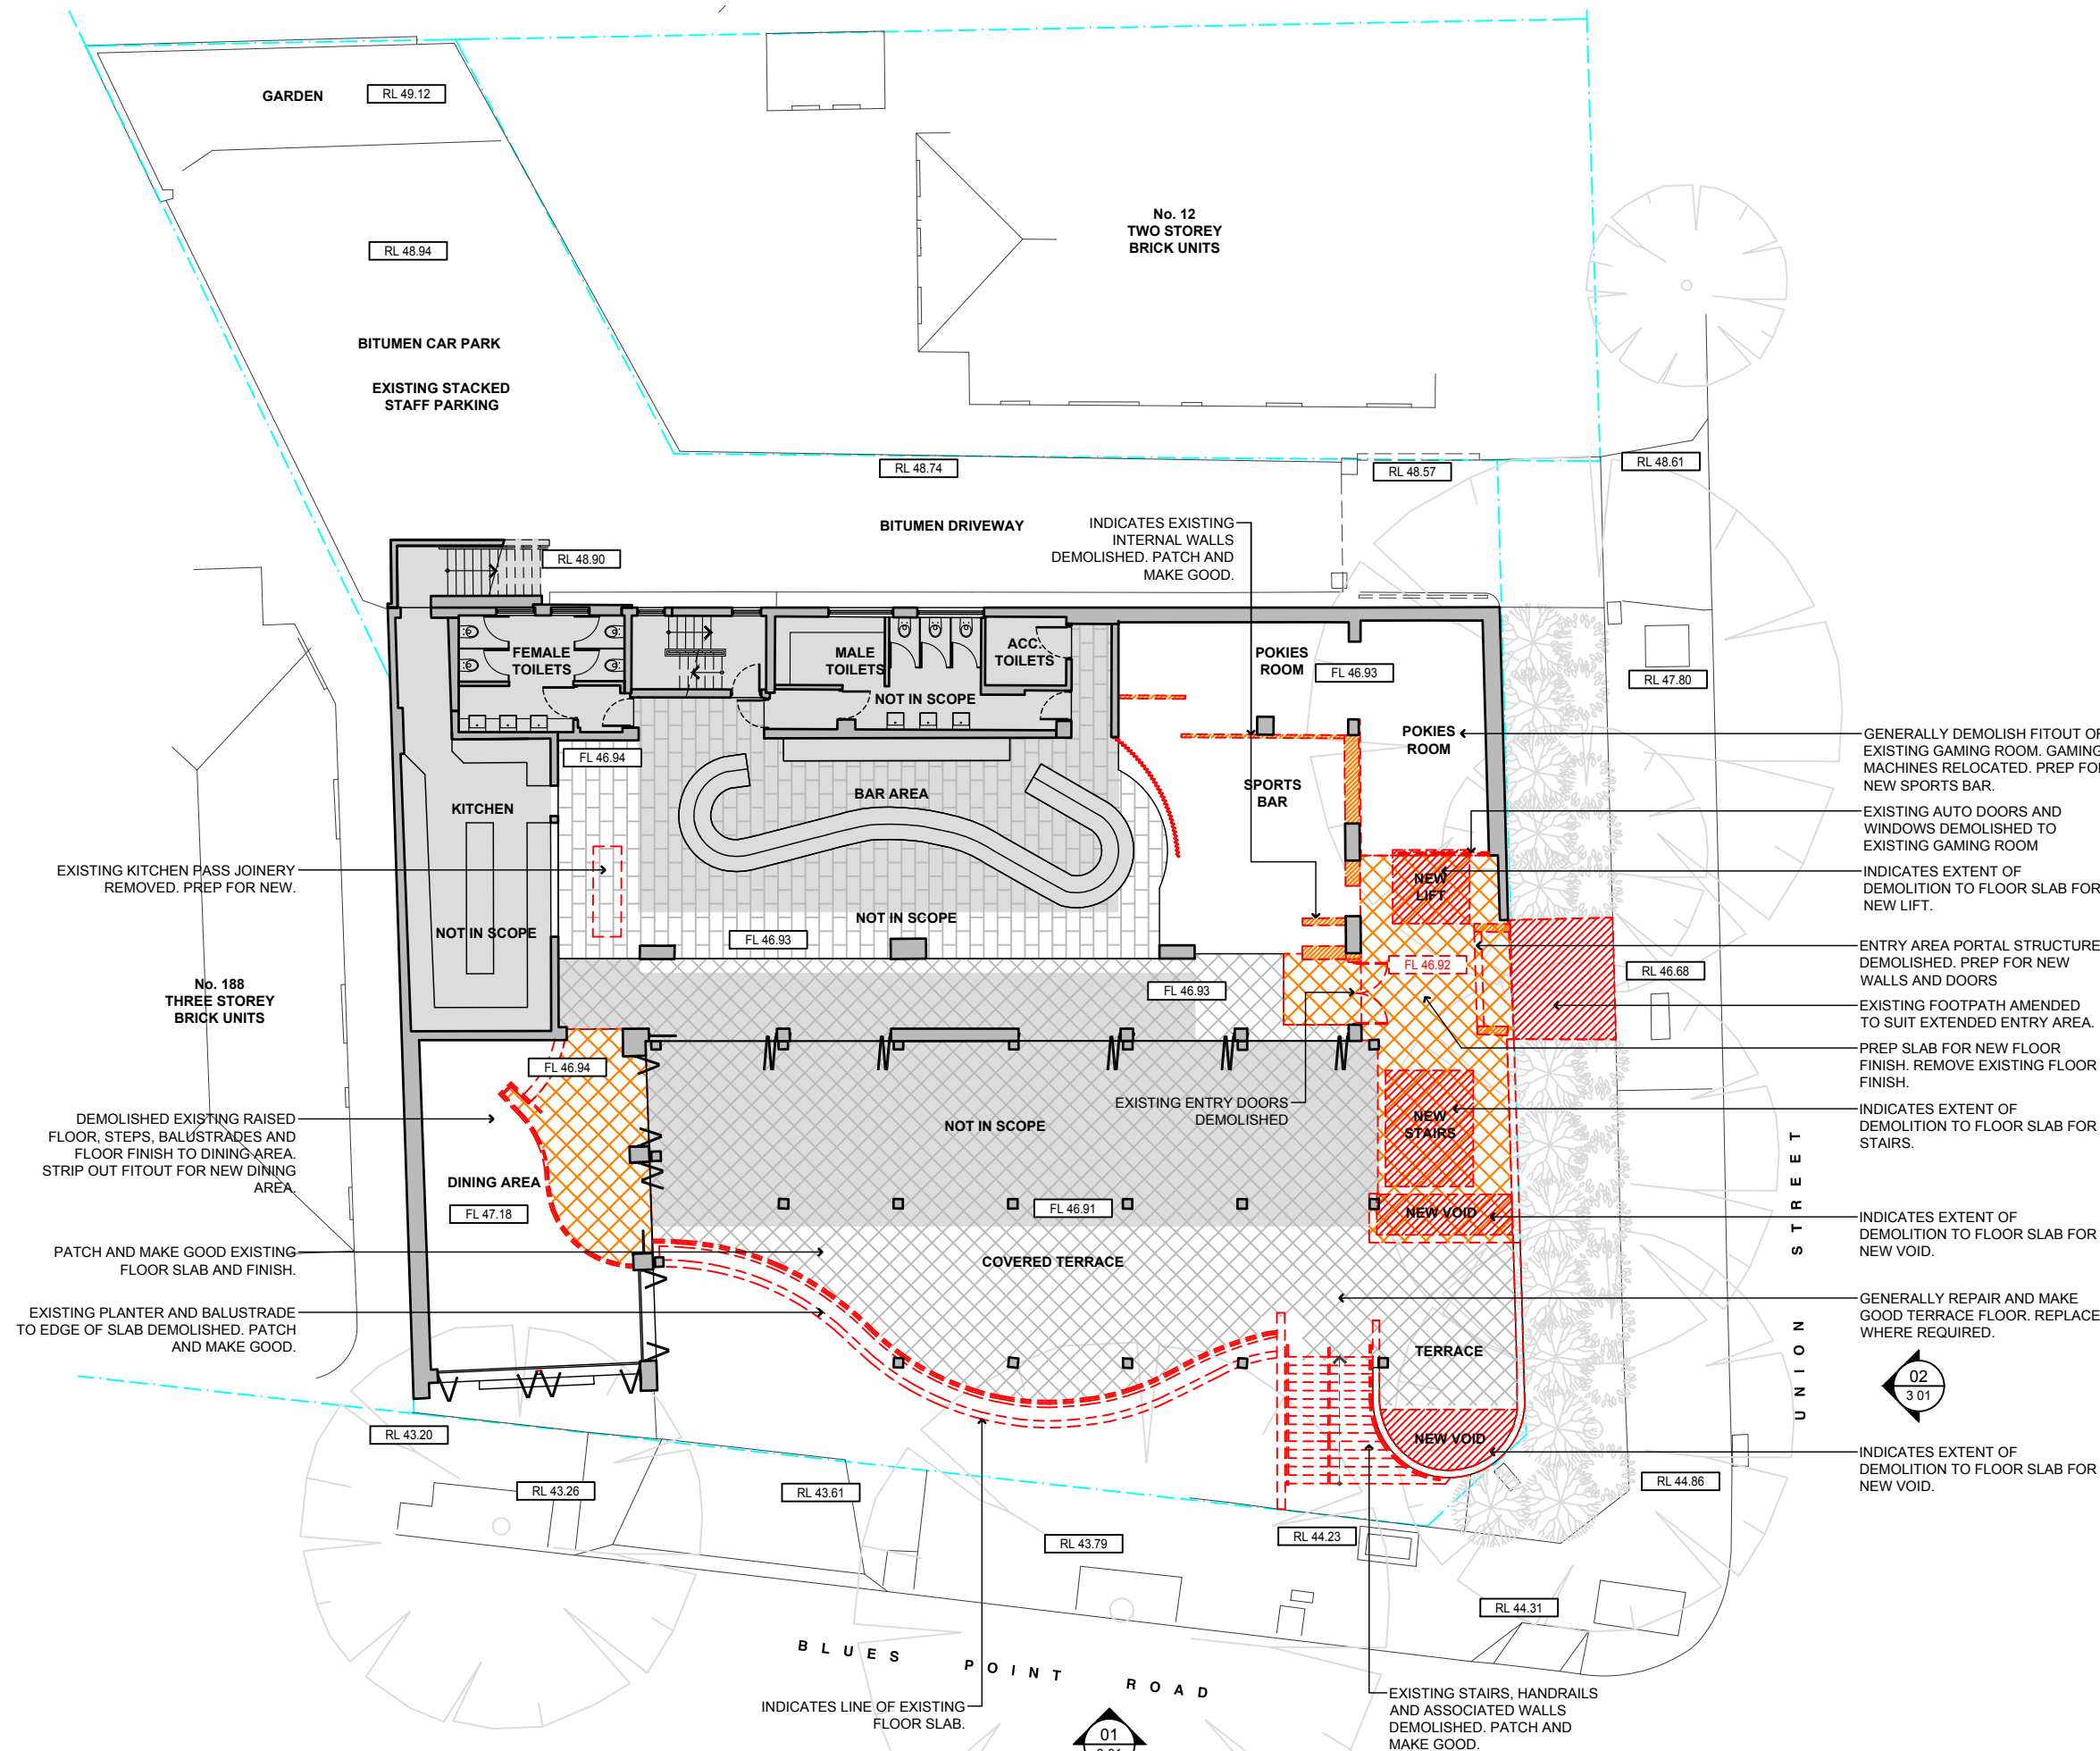 GARDEN
RL 49.12
RL 48.94
No. 12
TWO STOREY
BRICK UNITS
BITUMEN CAR PARK
EXISTING STACKED
STAFF PARKING
RL 48.74
RL 48.57
RL 48.61
BITUMEN DRIVEWAY
INDICATES EXISTING
INTERNAL WALLS
DEMOLISHED. PATCH AND
MAKE GOOD.
RL 48.90
FEMALE
TOILETS
MALE
TOILETS
ACC.
TOILETS
NOT IN SCOPE
POKIES
ROOM
FL 46.93
RL 47.80
POKIES
ROOM
GENERALLY DEMOLISH FITOUT OF
EXISTING GAMING ROOM. GAMING
MACHINES RELOCATED. PREP FOR
NEW SPORTS BAR.
FL 46.94
BAR AREA
SPORTS
BAR
KITCHEN
EXISTING AUTO DOORS AND
WINDOWS DEMOLISHED TO
EXISTING GAMING ROOM
EXISTING KITCHEN PASS JOINERY
REMOVED. PREP FOR NEW.
NEW
LIFT
INDICATES EXTENT OF
DEMOLITION TO FLOOR SLAB FOR
NEW LIFT.
NOT IN SCOPE
NOT IN SCOPE
FL 46.93
ENTRY AREA PORTAL STRUCTURE
DEMOLISHED. PREP FOR NEW
WALLS AND DOORS
FL 46.92
RL 46.68
No. 188
THREE STOREY
BRICK UNITS
FL 46.93
EXISTING FOOTPATH AMENDED
TO SUIT EXTENDED ENTRY AREA.
PREP SLAB FOR NEW FLOOR
FINISH. REMOVE EXISTING FLOOR
FINISH.
FL 46.94
EXISTING ENTRY DOORS
DEMOLISHED
NOT IN SCOPE
NEW
STAIRS
INDICATES EXTENT OF
DEMOLITION TO FLOOR SLAB FOR
STAIRS.
DEMOLISHED EXISTING RAISED
FLOOR, STEPS, BALUSTRADES AND
FLOOR FINISH TO DINING AREA.
STRIP OUT FITOUT FOR NEW DINING
AREA.
DINING AREA
FL 47.18
FL 46.91
NEW VOID
INDICATES EXTENT OF
DEMOLITION TO FLOOR SLAB FOR
NEW VOID.
PATCH AND MAKE GOOD EXISTING
FLOOR SLAB AND FINISH.
COVERED TERRACE
EXISTING PLANTER AND BALUSTRADE
TO EDGE OF SLAB DEMOLISHED. PATCH
AND MAKE GOOD.
GENERALLY REPAIR AND MAKE
GOOD TERRACE FLOOR. REPLACE
WHERE REQUIRED.
TERRACE
UNION STREET
02
3 01
RL 43.20
NEW VOID
INDICATES EXTENT OF
DEMOLITION TO FLOOR SLAB FOR
NEW VOID.
RL 43.26
RL 43.61
RL 44.86
RL 43.79
RL 44.23
RL 44.31
BLUES POINT ROAD
INDICATES LINE OF EXISTING
FLOOR SLAB.
EXISTING STAIRS, HANDRAILS
AND ASSOCIATED WALLS
DEMOLISHED. PATCH AND
MAKE GOOD.
01